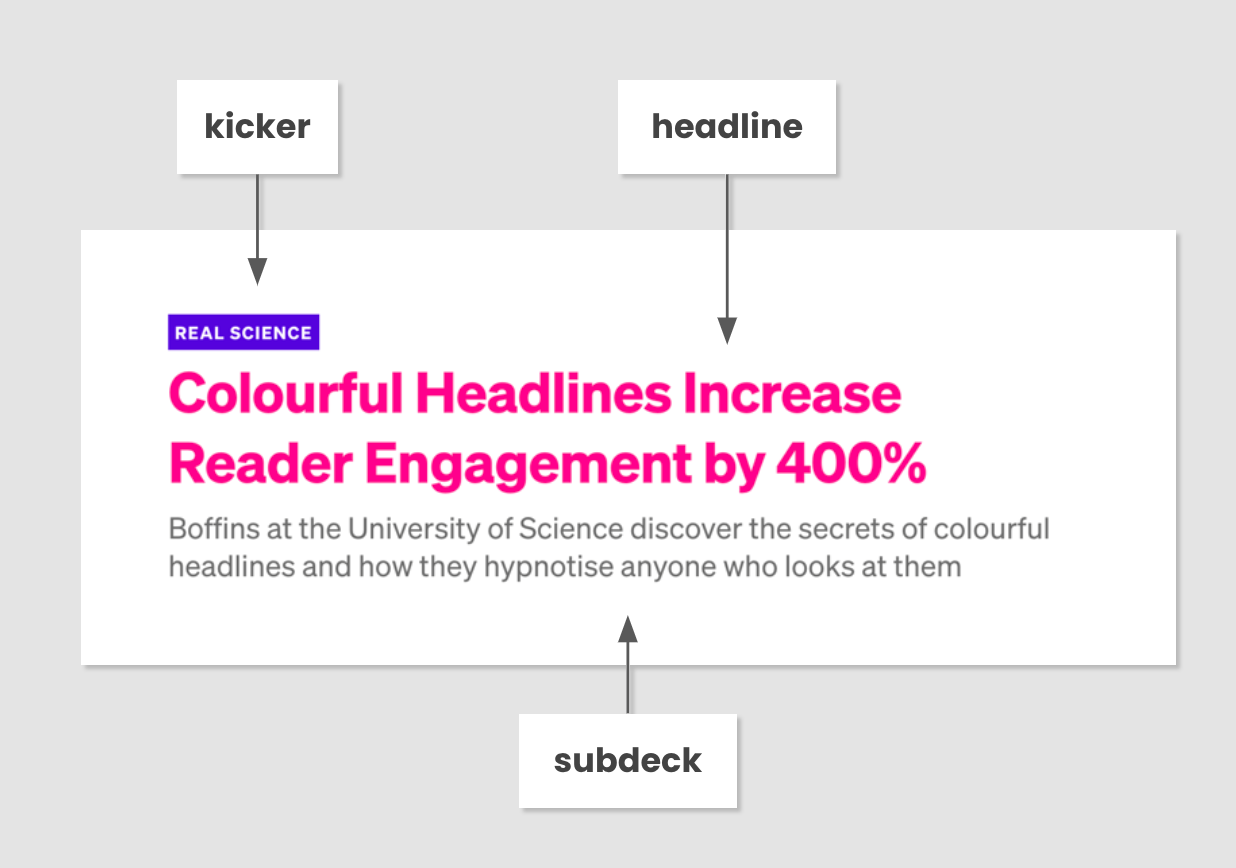 kicker
headline
REAL SCIENCE
Colourful Headlines Increase
Reader Engagement by 400%
Boffins at the University of Science discover the secrets of colourful
headlines and how they hypnotise anyone who looks at them
subdeck